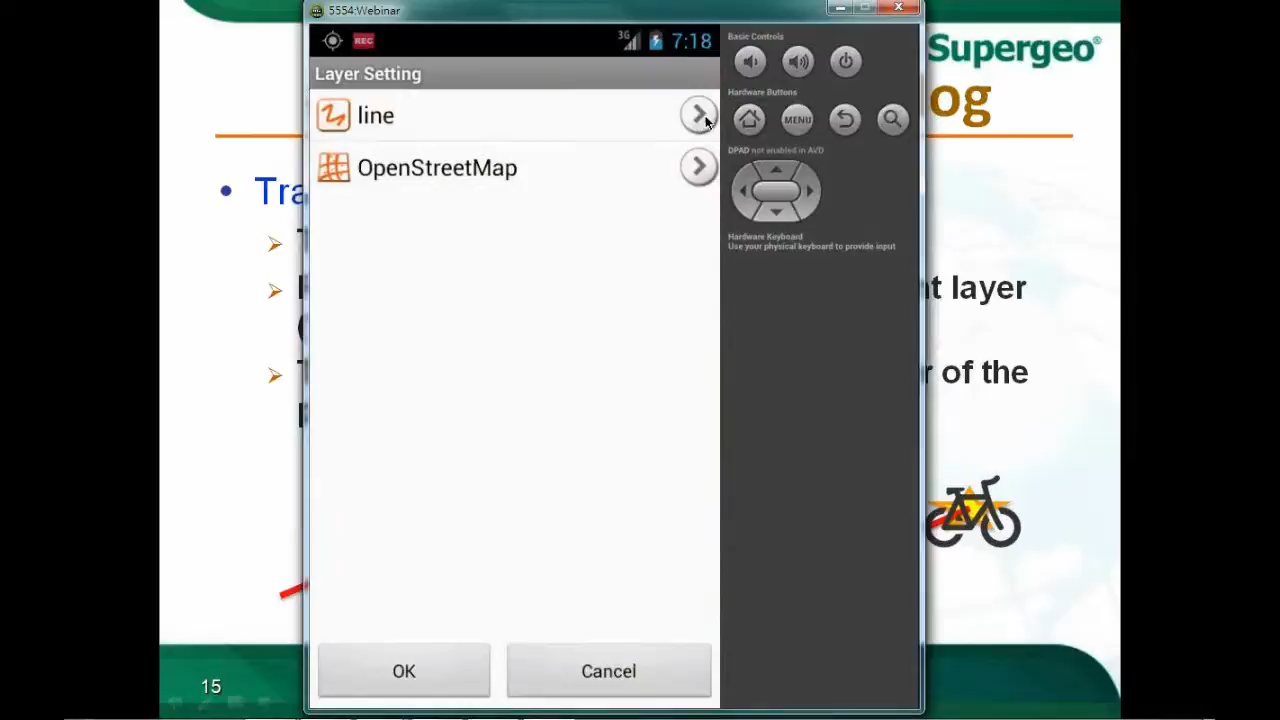 5554:Webinar
REC
3G
7:18
Layer Setting
line
OpenStreetMap
OK
Cancel
Basic Controls
Hardware Buttons
MENU
DPAD not enabled in AVD
Hardware Keyboard
Use your physical keyboard to provide input
Supergeo®
og
Tra
layer
of the
15